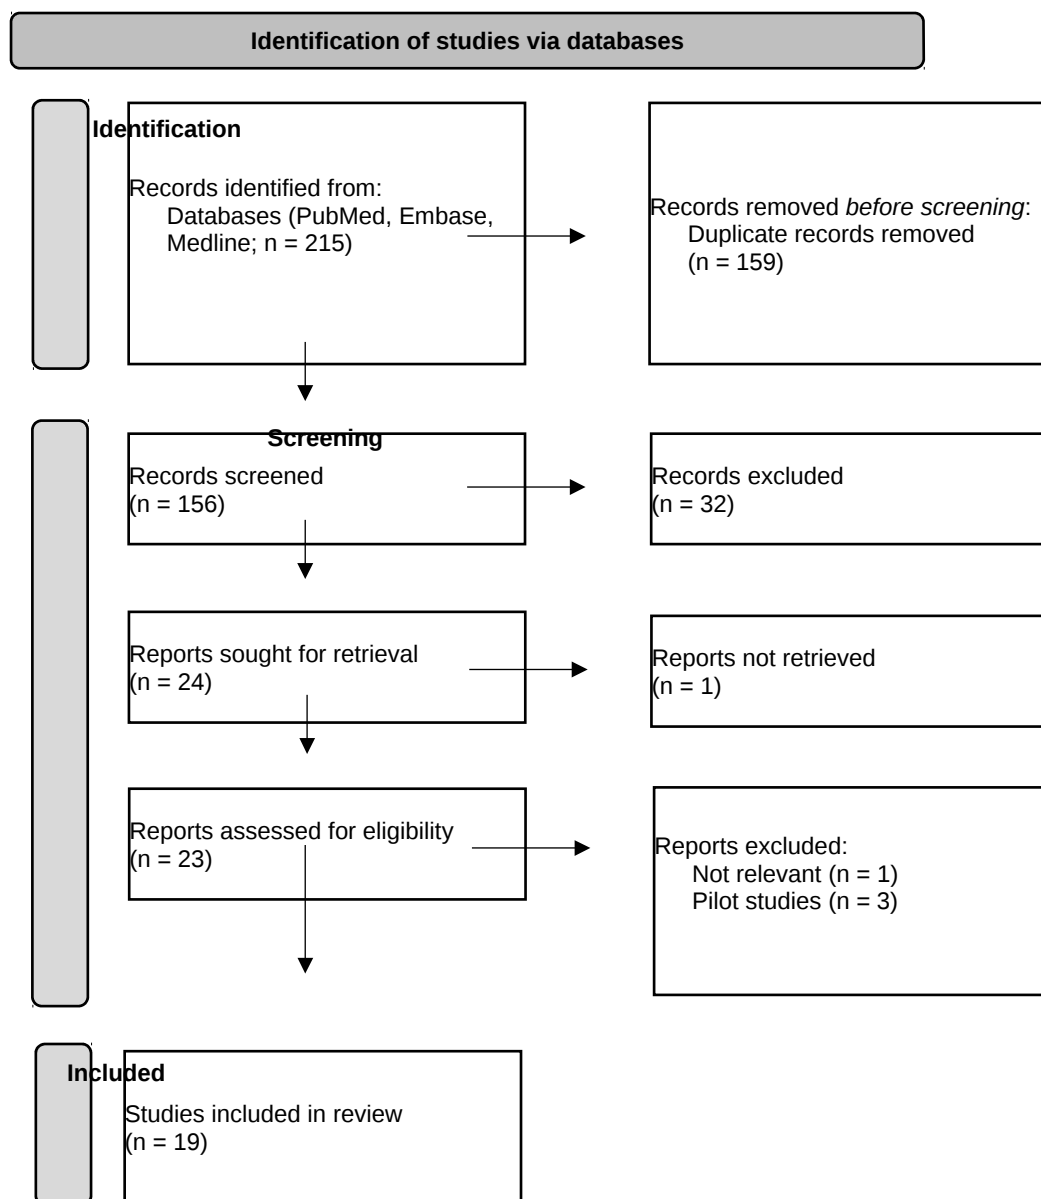 Identification of studies via databases
Identification
Records identified from:
Databases (PubMed, Embase,
Medline; n = 215)
Records removed before screening:
Duplicate records removed
(n = 159)
Screening
Records screened
(n = 156)
Records excluded
(n = 32)
Reports sought for retrieval
(n = 24)
Reports not retrieved
(n = 1)
Reports assessed for eligibility
(n = 23)
Reports excluded:
Not relevant (n = 1)
Pilot studies (n = 3)
Included
Studies included in review
(n = 19)